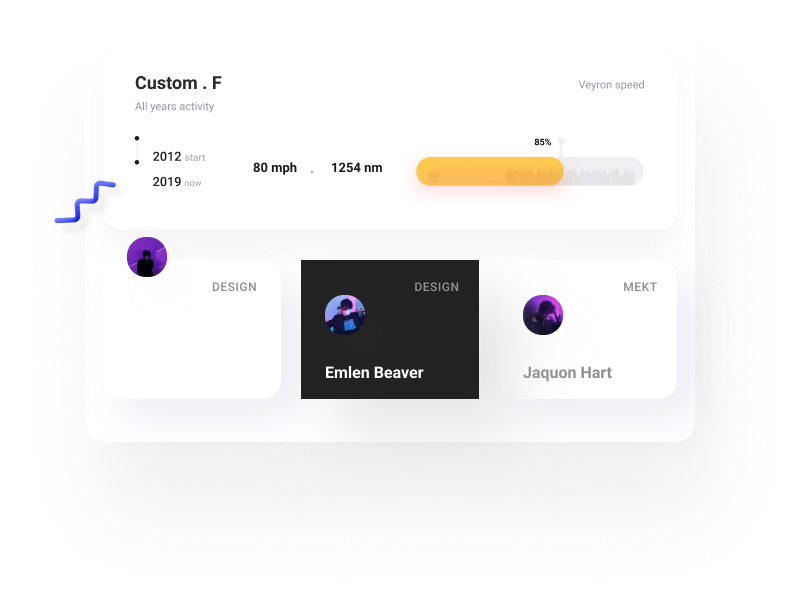 Custom . F
Veyron speed
All years activity
85%
2012 start
80 mph . 1254 nm
2019 now
DESIGN
DESIGN
MEKT
Emlen Beaver
Jaquon Hart